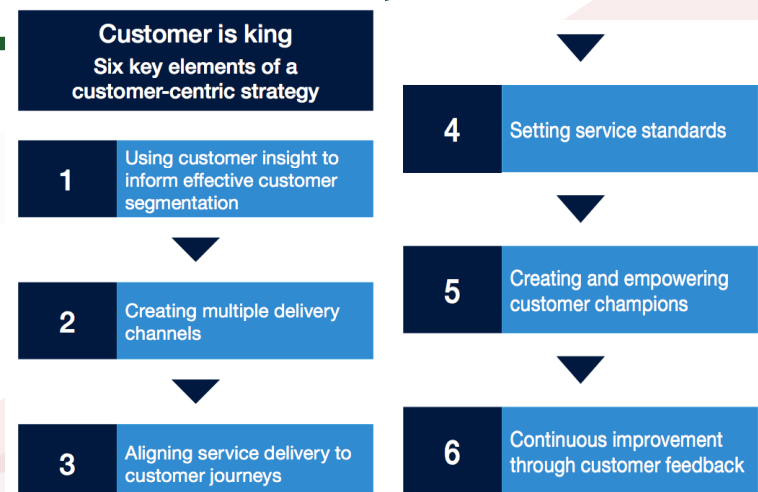 Customer is king
Six key elements of a
customer-centric strategy
1
Using customer insight to
inform effective customer
segmentation
2
Creating multiple delivery
channels
3
Aligning service delivery to
customer journeys
4
Setting service standards
5
Creating and empowering
customer champions
6
Continuous improvement
through customer feedback